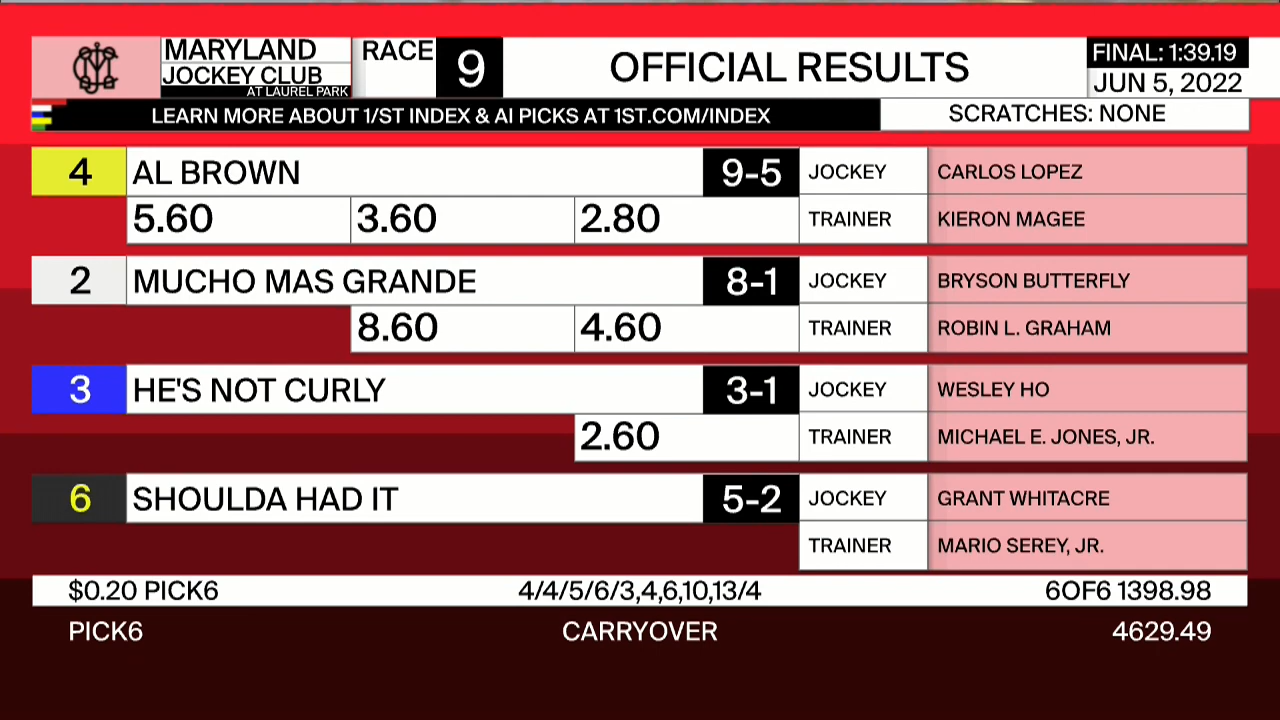 MARYLAND
JOCKEY CLUB
AT LAUREL PARK
RACE 9
OFFICIAL RESULTS
FINAL: 1:39.19
JUN 5, 2022
LEARN MORE ABOUT 1/ST INDEX & AI PICKS AT 1ST.COM/INDEX
SCRATCHES: NONE
4 AL BROWN 9-5 JOCKEY CARLOS LOPEZ
5.60 3.60 2.80 TRAINER KIERON MAGEE
2 MUCHO MAS GRANDE 8-1 JOCKEY BRYSON BUTTERFLY
8.60 4.60 TRAINER ROBIN L. GRAHAM
3 HE'S NOT CURLY 3-1 JOCKEY WESLEY HO
2.60 TRAINER MICHAEL E. JONES, JR.
6 SHOULDA HAD IT 5-2 JOCKEY GRANT WHITACRE
TRAINER MARIO SEREY, JR.
$0.20 PICK6 4/4/5/6/3,4,6,10,13/4 6OF6 1398.98
PICK6 CARRYOVER 4629.49